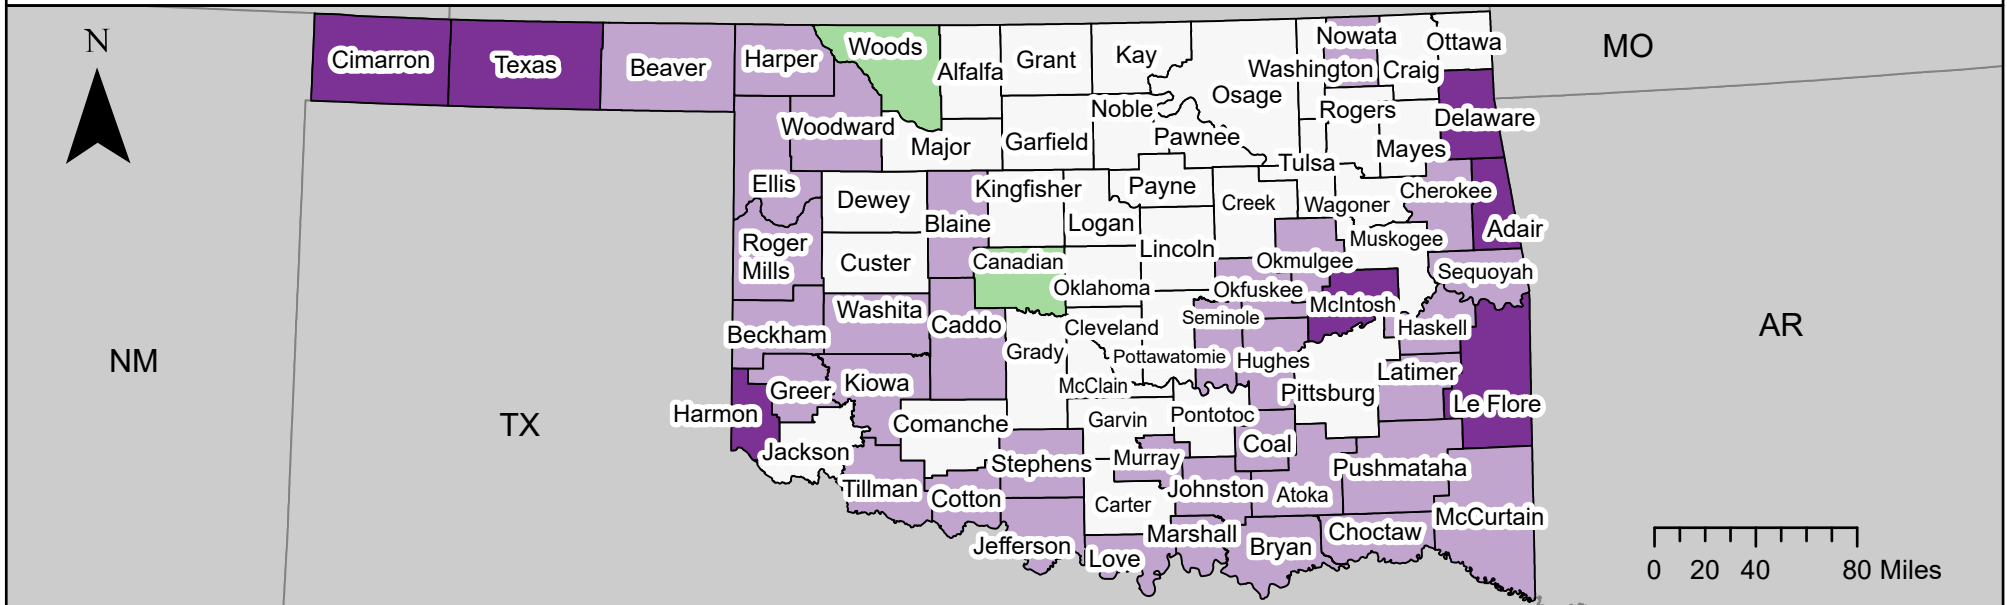 N
Cimarron
Texas
Beaver
Harper
Woods
Alfalfa
Grant
Kay
Nowata
Ottawa
MO
Washington
Craig
Osage
Woodward
Noble
Rogers
Delaware
Major
Garfield
Pawnee
Mayes
Tulsa
Ellis
Dewey
Kingfisher
Payne
Creek
Wagoner
Cherokee
Blaine
Logan
Adair
Roger
Mills
Custer
Canadian
Lincoln
Muskogee
Okmulgee
Sequoyah
Oklahoma
Okfuskee
McIntosh
Washita
Caddo
Cleveland
Seminole
Haskell
AR
Beckham
Grady
Pottawatomie
Hughes
NM
Latimer
Greer
Kiowa
McClain
Pittsburg
Le Flore
Harmon
TX
Comanche
Garvin
Pontotoc
Jackson
Coal
Stephens
Murray
Pushmataha
Tillman
Cotton
Johnston
Atoka
Carter
McCurtain
Jefferson
Love
Marshall
Bryan
Choctaw
0 20 40 80 Miles